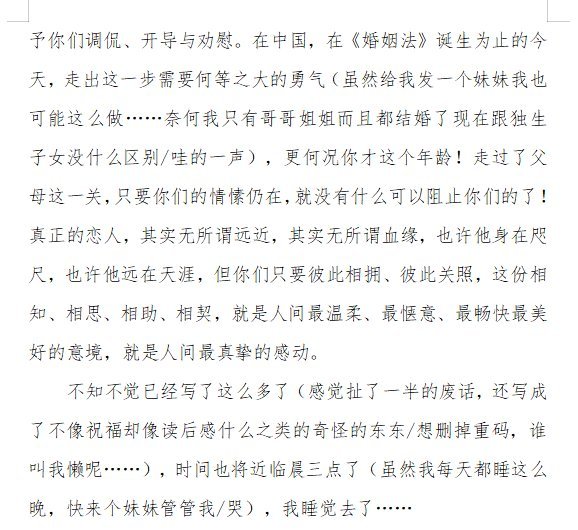 予你们调侃、开导与劝慰。在中国，在《婚姻法》诞生为止的今
天，走出这一步需要何等之大的勇气（虽然给我发一个妹妹我也
可能这么做……奈何我只有哥哥姐姐而且都结婚了现在跟独生
子女没什么区别/哇的一声），更何况你才这个年龄！走过了父
母这一关，只要你们的情愫仍在，就没有什么可以阻止你们的了！
真正的恋人，其实无所谓远近，其实无所谓血缘，也许他身在咫
尺，也许他远在天涯，但你们只要彼此相拥、彼此关照，这份相
知、相思、相助、相契，就是人间最温柔、最惬意、最畅快最美
好的意境，就是人间最真挚的感动。
不知不觉已经写了这么多了（感觉扯了一半的废话，还写成
了不像祝福却像读后感什么之类的奇怪的东东/想删掉重码，谁
叫我懒呢……），时间也将近临晨三点了（虽然我每天都睡这么
晚，快来个妹妹管管我/哭），我睡觉去了……